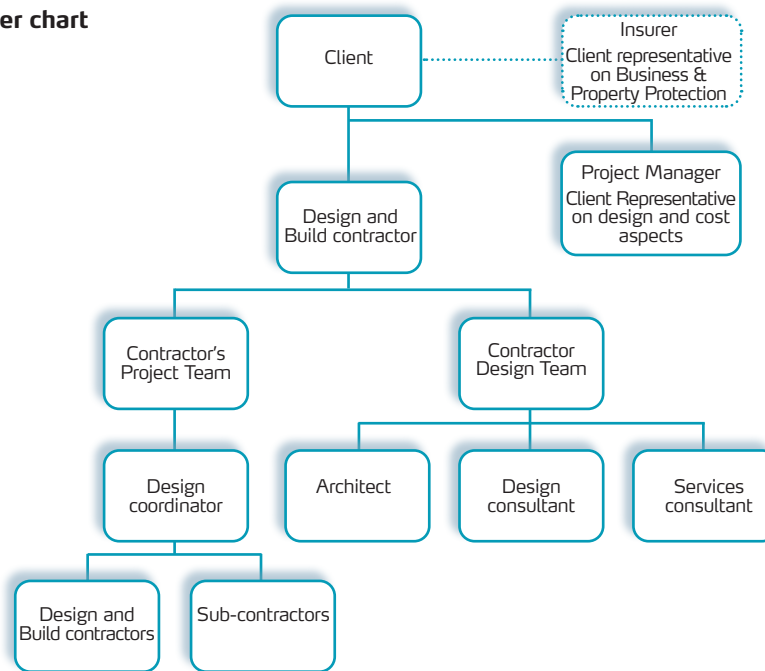 er chart
Client
Insurer
Client representative
on Business &
Property Protection
Project Manager
Client Representative
on design and cost
aspects
Design and
Build contractor
Contractor's
Project Team
Contractor
Design Team
Design
coordinator
Architect
Design
consultant
Services
consultant
Design and
Build contractors
Sub-contractors